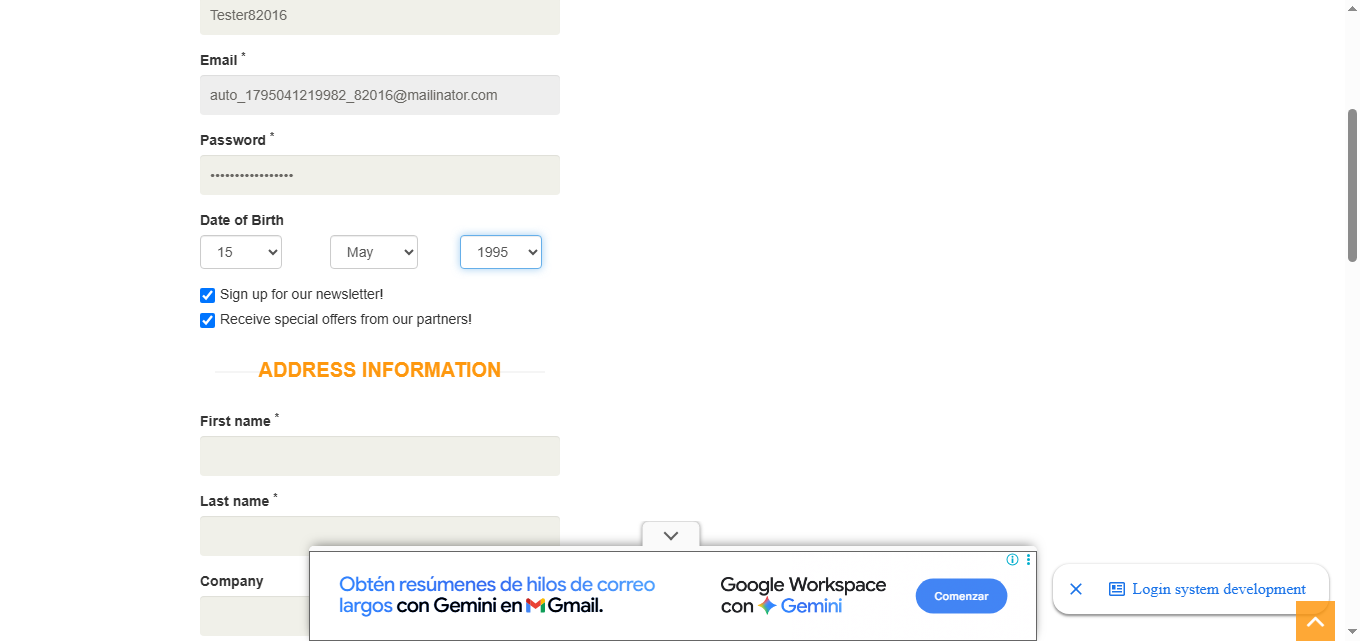 Tester82016
Email *
auto_1795041219982_82016@mailinator.com
Password *
•••••••••••••••••
Date of Birth
15 May 1995
Sign up for our newsletter!
Receive special offers from our partners!
ADDRESS INFORMATION
First name *
Last name *
Company
Obtén resúmenes de hilos de correo
largos con Gemini en Gmail.
Google Workspace
con Gemini
Comenzar
Login system development